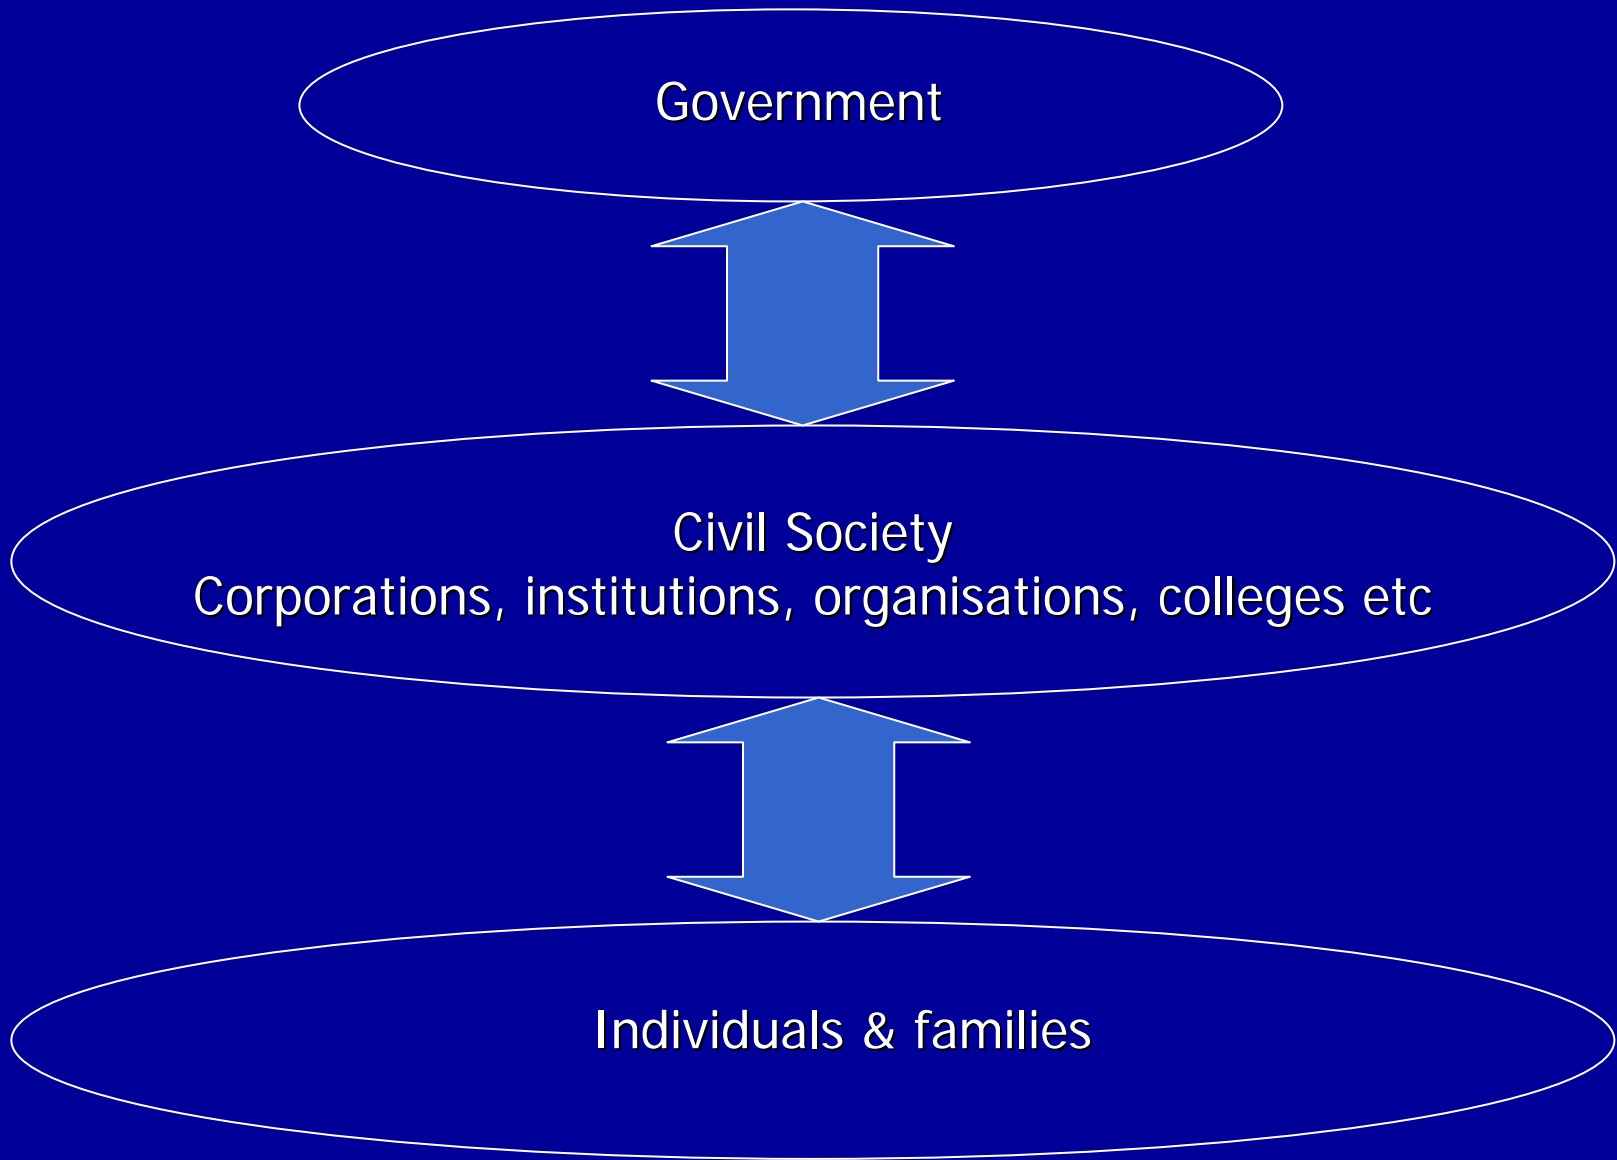 Government
Civil Society
Corporations, institutions, organisations, colleges etc
Individuals & families